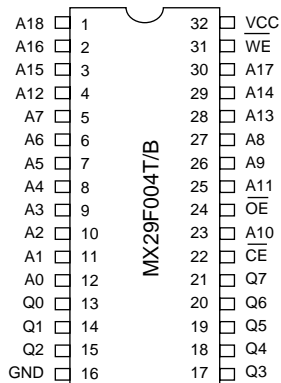 A18 1 32 VCC
A16 2 31 W̅E̅
A15 3 30 A17
A12 4 29 A14
A7 5 28 A13
A6 6 27 A8
A5 7 26 A9
A4 8 25 A11
A3 9 24 O̅E̅
A2 10 23 A10
A1 11 22 C̅E̅
A0 12 21 Q7
Q0 13 20 Q6
Q1 14 19 Q5
Q2 15 18 Q4
GND 16 17 Q3
MX29F004T/B